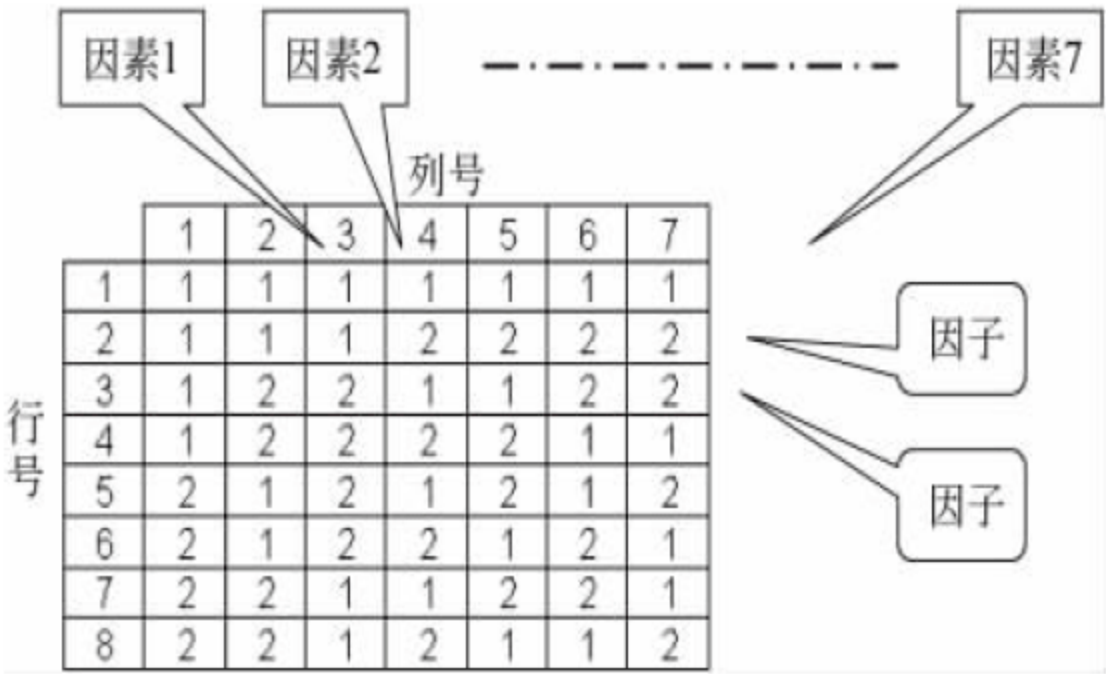 因素1 因素2 因素7
列号
1 2 3 4 5 6 7
1 1 1 1 1 1 1 1
2 1 1 1 2 2 2 2
3 1 2 2 1 1 2 2
4 1 2 2 2 2 1 1
5 2 1 2 1 2 1 2
6 2 1 2 2 1 2 1
7 2 2 1 1 2 2 1
8 2 2 1 2 1 1 2
行号
因子
因子